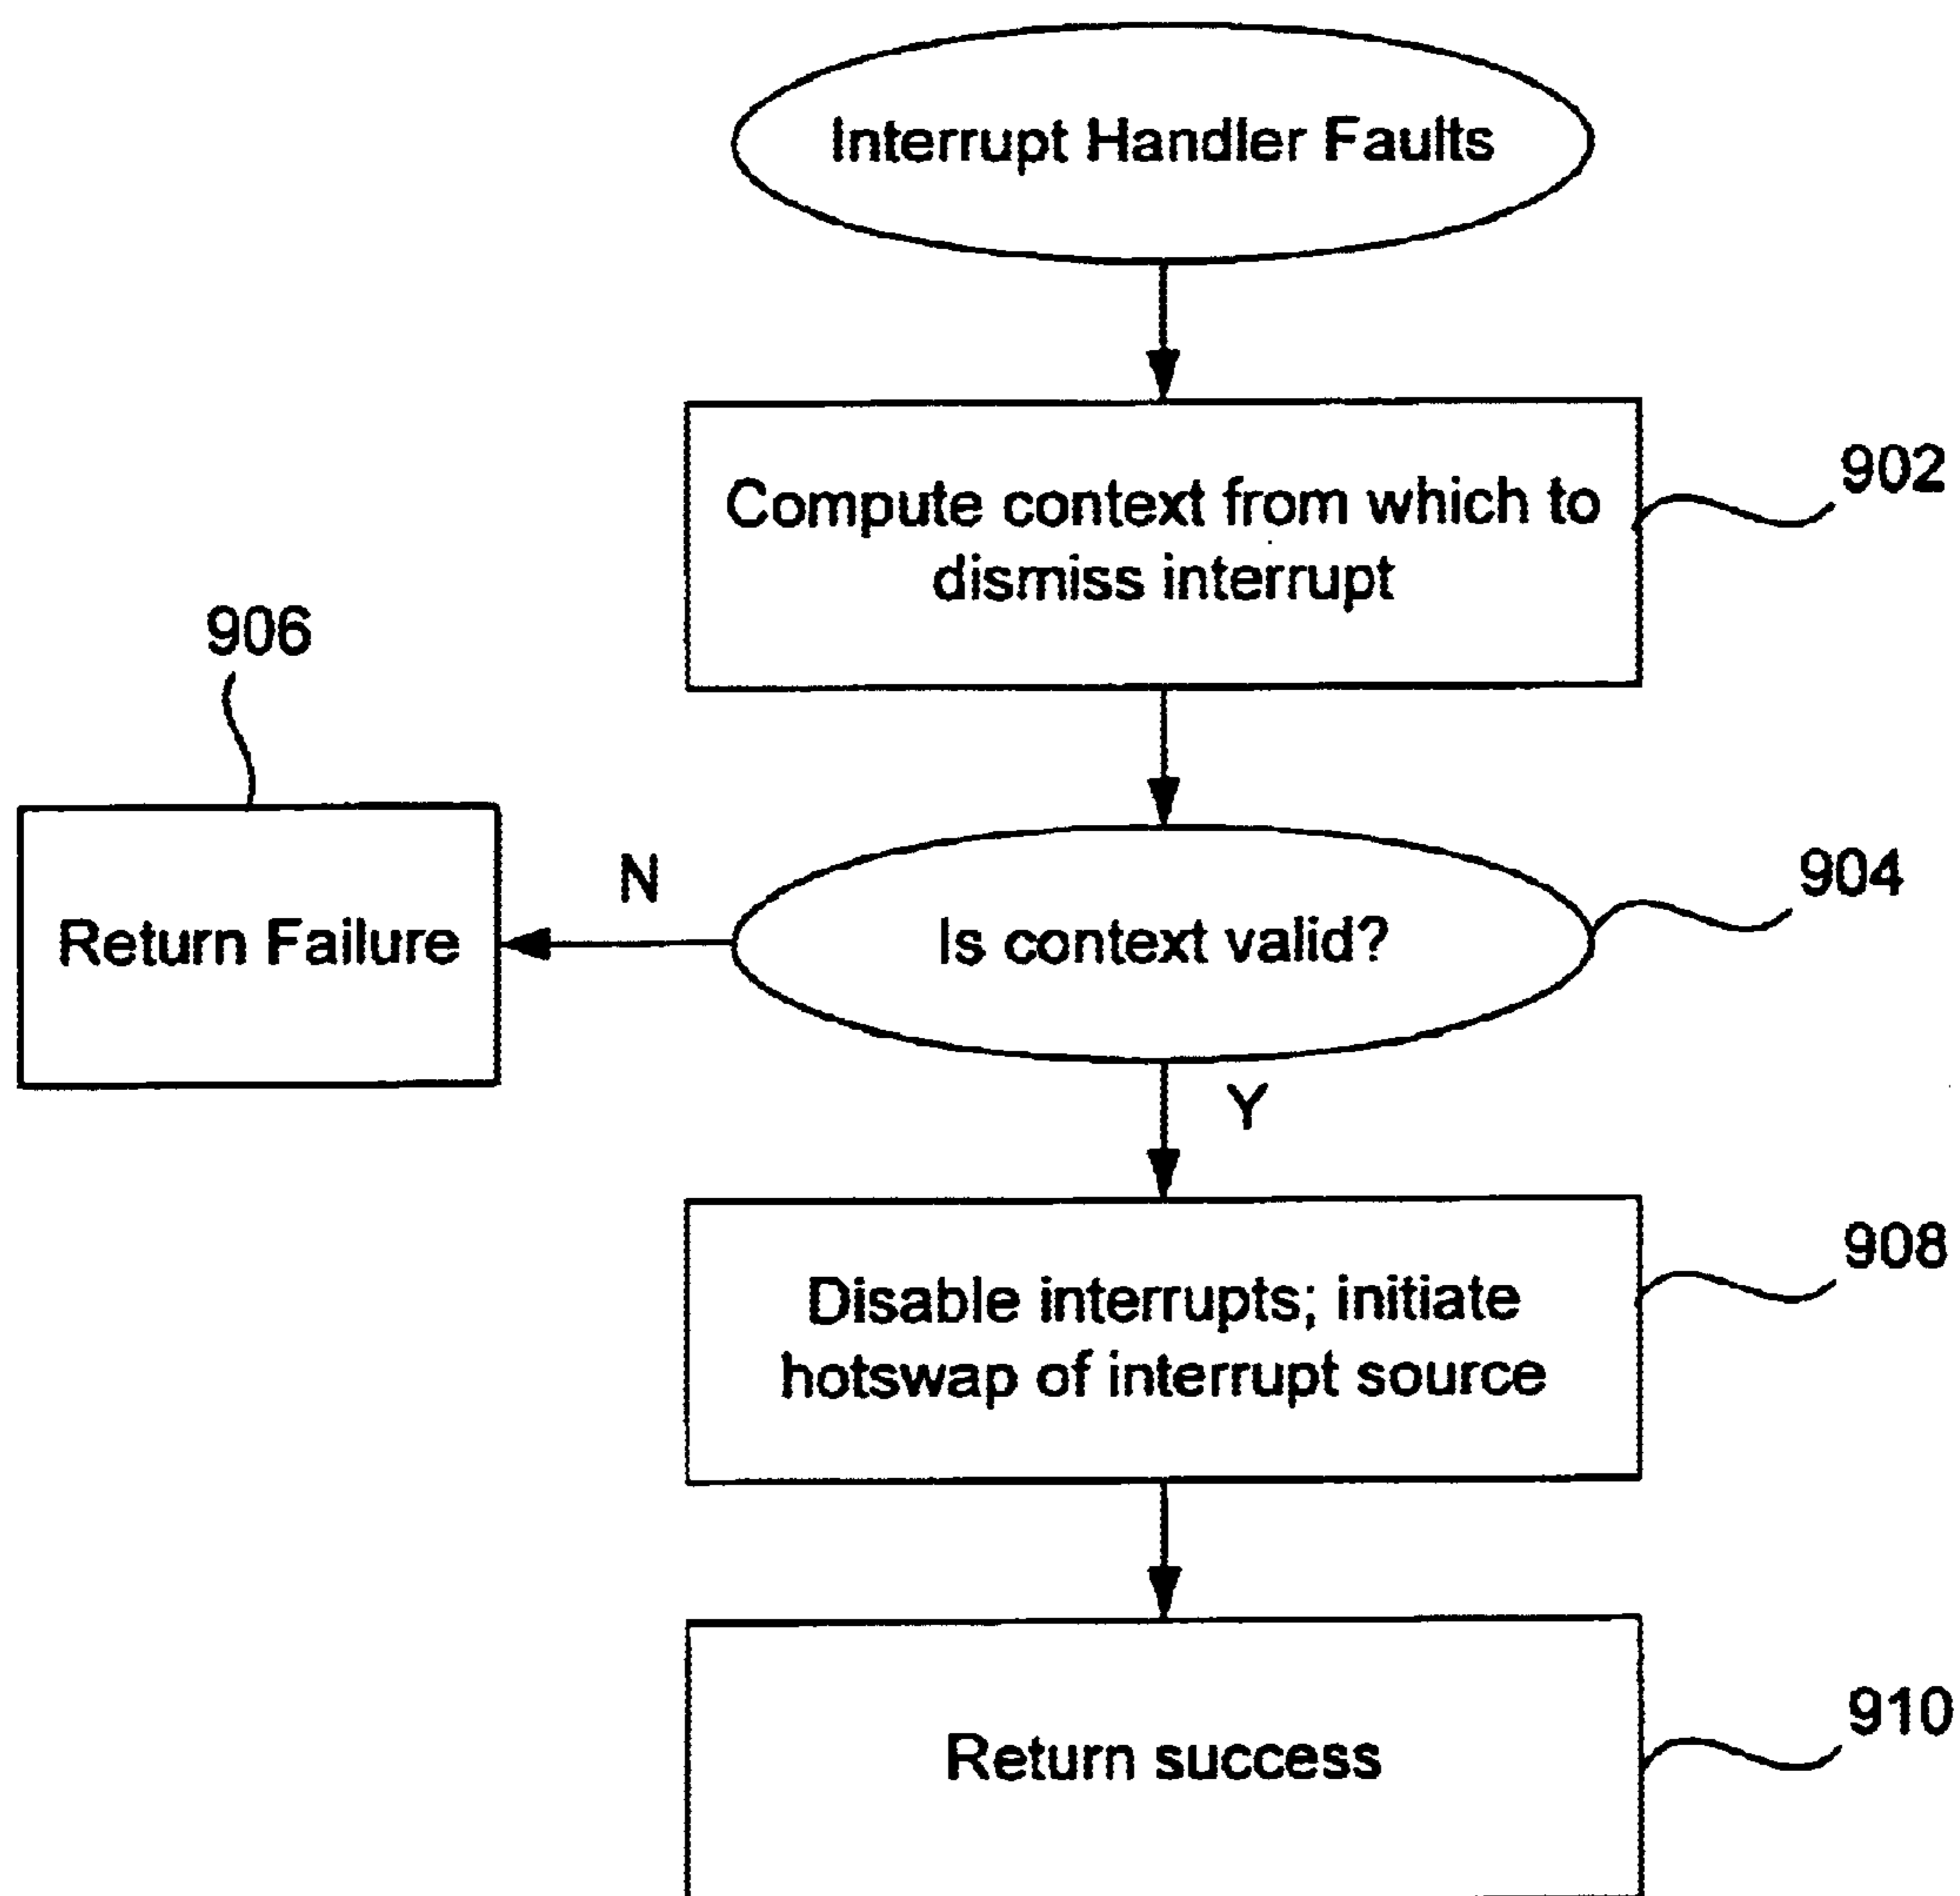 Interrupt Handler Faults
Compute context from which to
dismiss interrupt
902
906
Return Failure
N
Is context valid?
904
Y
Disable interrupts; initiate
hotswap of interrupt source
908
Return success
910